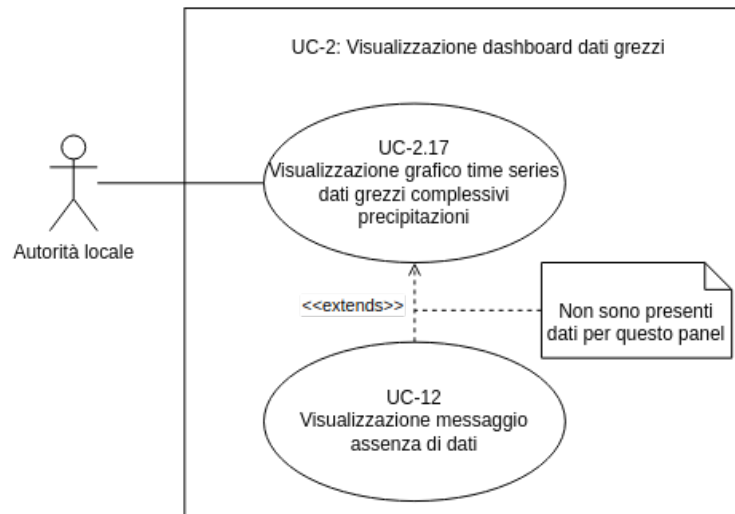 UC-2: Visualizzazione dashboard dati grezzi
UC-2.17
Visualizzazione grafico time series
dati grezzi complessivi
precipitazioni
Autorità locale
<<extends>>
Non sono presenti
dati per questo panel
UC-12
Visualizzazione messaggio
assenza di dati